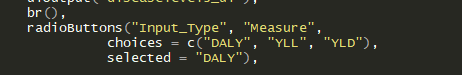 br(),
radioButtons("Input_Type", "Measure",
choices = c("DALY", "YLL", "YLD"),
selected = "DALY"),